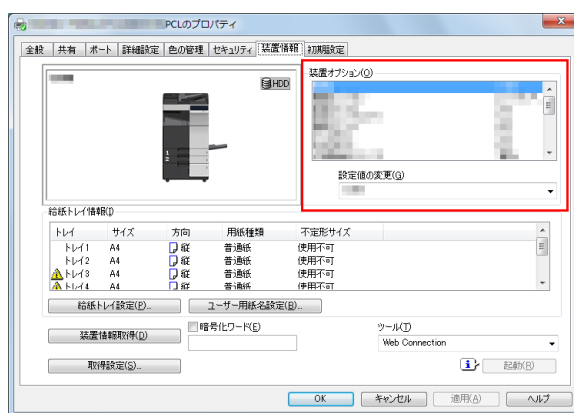 PCLのプロパティ
全般 共有 ポート 詳細設定 色の管理 セキュリティ 装置情報 初期設定
HDD
装置オプション(O)
設定値の変更(G)
給紙トレイ情報(I)
トレイ サイズ 方向 用紙種類 不定形サイズ
トレイ1 A4 縦 普通紙 使用不可
トレイ2 A4 縦 普通紙 使用不可
トレイ3 A4 縦 普通紙 使用不可
トレイ4 A4 縦 普通紙 使用不可
給紙トレイ設定(P)... ユーザー用紙名設定(B)...
装置情報取得(D) 暗号化ワード(E) ツール(T)
Web Connection
取得設定(S)... 起動(R)
OK キャンセル 適用(A) ヘルプ